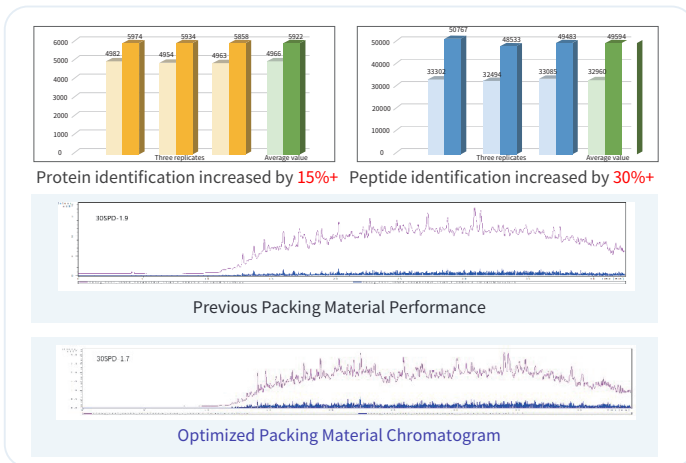 5974
5934
5858
5922
6000
4982
4954
4963
4966
5000
4000
3000
2000
1000
0
Three replicates
Average value
50767
48533
49483
49594
50000
40000
33302
32494
33085
32960
30000
20000
10000
0
Three replicates
Average value
Protein identification increased by 15%+
Peptide identification increased by 30%+
30SPD-1.9
Previous Packing Material Performance
30SPD-1.7
Optimized Packing Material Chromatogram